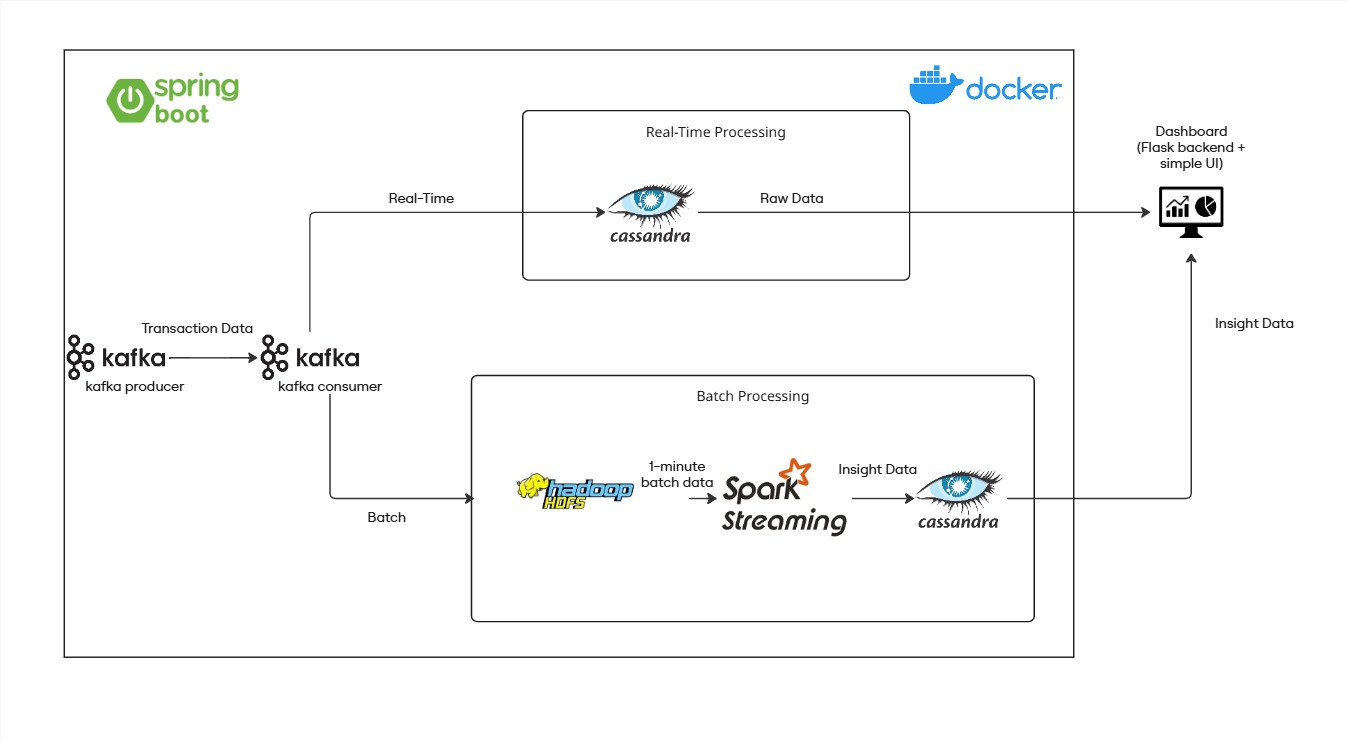 spring
boot
docker
Real-Time Processing
Dashboard
(Flask backend +
simple UI)
Real-Time
cassandra
Raw Data
Transaction Data
kafka
kafka
kafka producer
kafka consumer
Insight Data
Batch Processing
hadoop
HDFS
1-minute
batch data
Spark
Streaming
Insight Data
cassandra
Batch